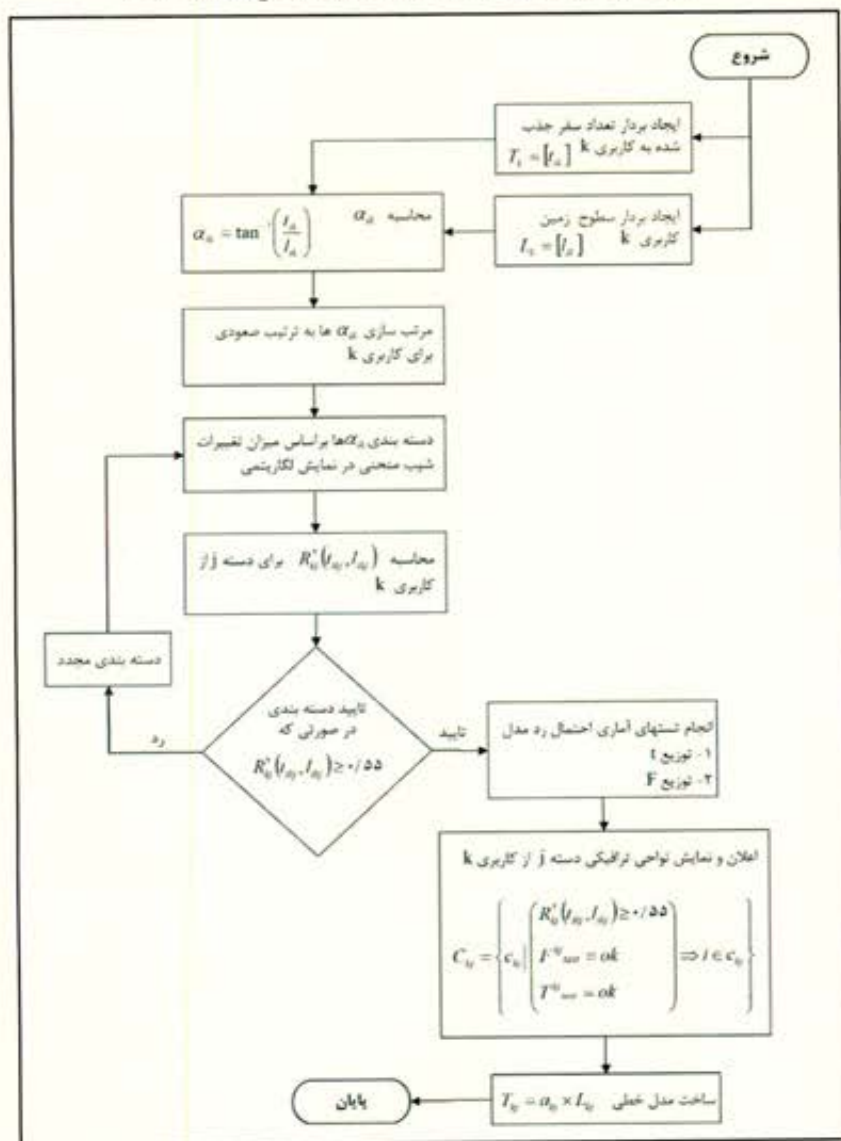 شروع
ایجاد بردار تعداد سفر جذب
شده به کاربری k
T_k = [t_ik]
ایجاد بردار سطوح زمین
کاربری k
L_k = [l_ik]
محاسبه α_ik
α_ik = tan⁻¹(t_ik / l_ik)
مرتب سازی α_ik ها به ترتیب صعودی
برای کاربری k
دسته بندی α_ik ها براساس میزان تغییرات
شیب منحنی در نمایش لگاریتمی
محاسبه R²_kj(t_ikj, l_ikj) برای دسته j از
کاربری k
دسته بندی مجدد
تایید دسته بندی
در صورتی که
R²_kj(t_ikj, l_ikj) ≥ ۰/۵۵
رد
تایید
انجام تستهای آماری احتمال رد مدل
۱- توزیع t
۲- توزیع F
اعلان و نمایش نواحی ترافیکی دسته j از کاربری k
R²_kj(t_ikj, l_ikj) ≥ ۰/۵۵
C_kj = { c_kj | ( F^kj_test = ok ) ⇒ i ∈ c_kj }
T^kj_test = ok
ساخت مدل خطی T_kj = α_kj × L_kj
پایان